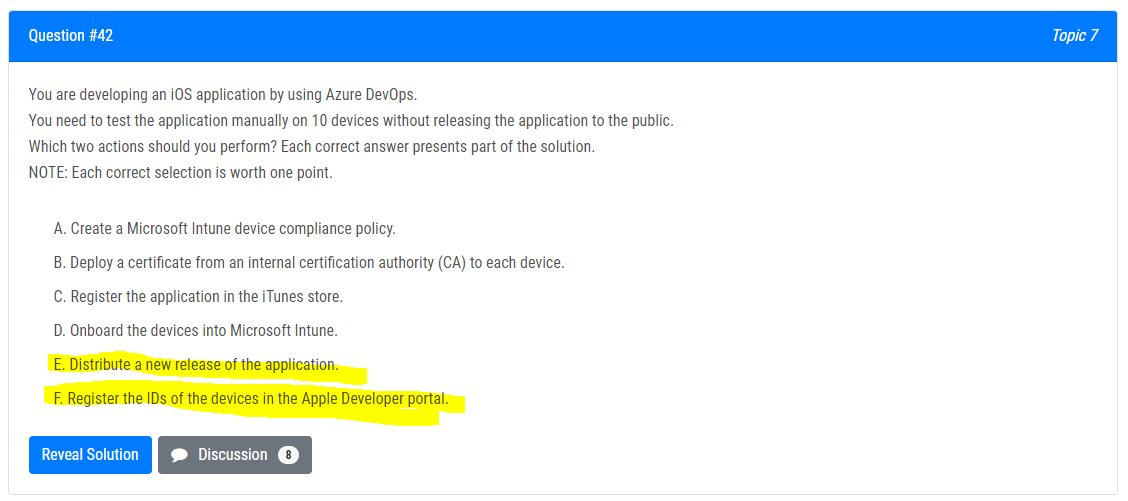 Question #42
Topic 7
You are developing an iOS application by using Azure DevOps.
You need to test the application manually on 10 devices without releasing the application to the public.
Which two actions should you perform? Each correct answer presents part of the solution.
NOTE: Each correct selection is worth one point.
A. Create a Microsoft Intune device compliance policy.
B. Deploy a certificate from an internal certification authority (CA) to each device.
C. Register the application in the iTunes store.
D. Onboard the devices into Microsoft Intune.
E. Distribute a new release of the application.
F. Register the IDs of the devices in the Apple Developer portal.
Reveal Solution
Discussion 8